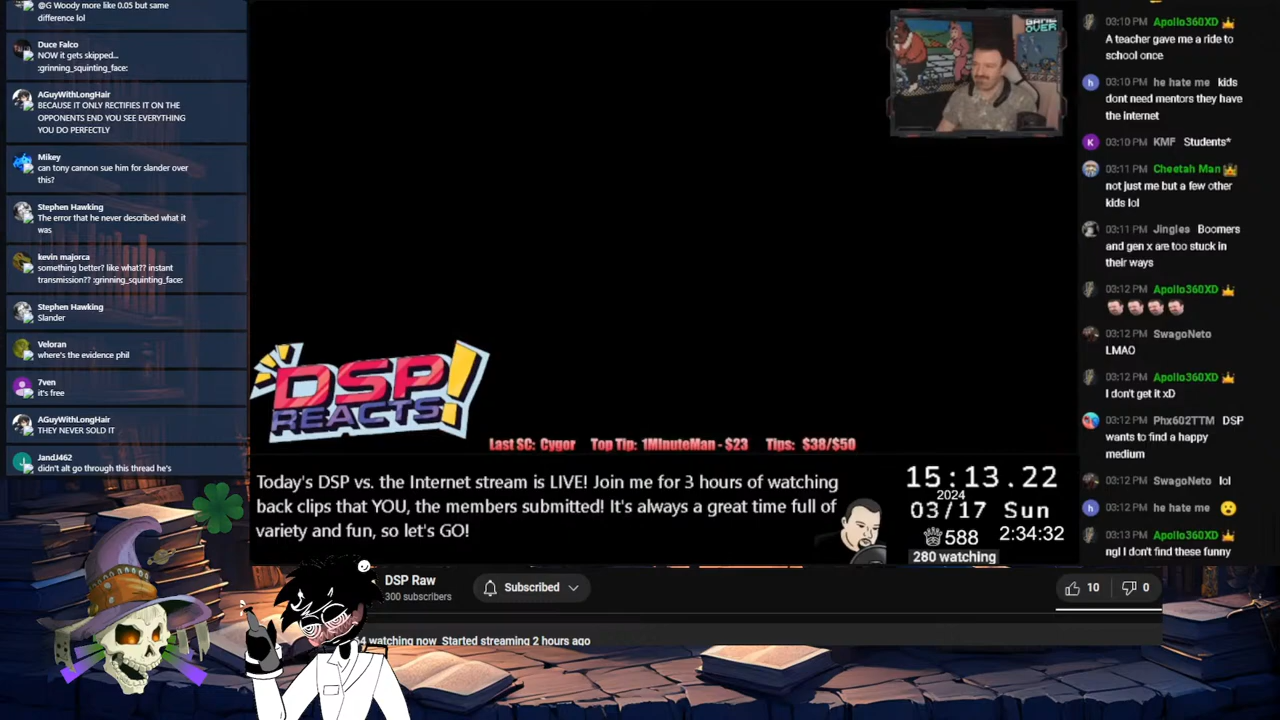 @G Woody more like 0.05 but same
difference lol
Duce Falco
NOW it gets skipped...
:grinning_squinting_face:
AGuyWithLongHair
BECAUSE IT ONLY RECTIFIES IT ON THE
OPPONENTS END YOU SEE EVERYTHING
YOU DO PERFECTLY
Mikey
can tony cannon sue him for slander over
this?
Stephen Hawking
The error that he never described what it
was
kevin majorca
something better? like what?? instant
transmission?? :grinning_squinting_face:
Stephen Hawking
Slander
Veloran
where's the evidence phil
7ven
it's free
AGuyWithLongHair
THEY NEVER SOLD IT
JandJ462
didn't alt go through this thread he's
GAME
OVER
DSP
REACTS!
Last SC: Cygor Top Tip: 1MinuteMan - $23 Tips: $38/$50
Today's DSP vs. the Internet stream is LIVE! Join me for 3 hours of watching
back clips that YOU, the members submitted! It's always a great time full of
variety and fun, so let's GO!
15:13.22
2024
03/17 Sun
588
2:34:32
280 watching
DSP Raw
300 subscribers
Subscribed
10
0
watching now Started streaming 2 hours ago
03:10 PM Apollo360XD
A teacher gave me a ride to
school once
h
03:10 PM he hate me kids
dont need mentors they have
the internet
K
03:10 PM KMF Students*
03:11 PM Cheetah Man
not just me but a few other
kids lol
03:11 PM Jingles Boomers
and gen x are too stuck in
their ways
03:12 PM Apollo360XD
03:12 PM SwagoNeto
LMAO
03:12 PM Apollo360XD
I don't get it xD
03:12 PM Phx602TTM DSP
wants to find a happy
medium
03:12 PM SwagoNeto lol
h
03:12 PM he hate me
03:13 PM Apollo360XD
ngl I don't find these funny